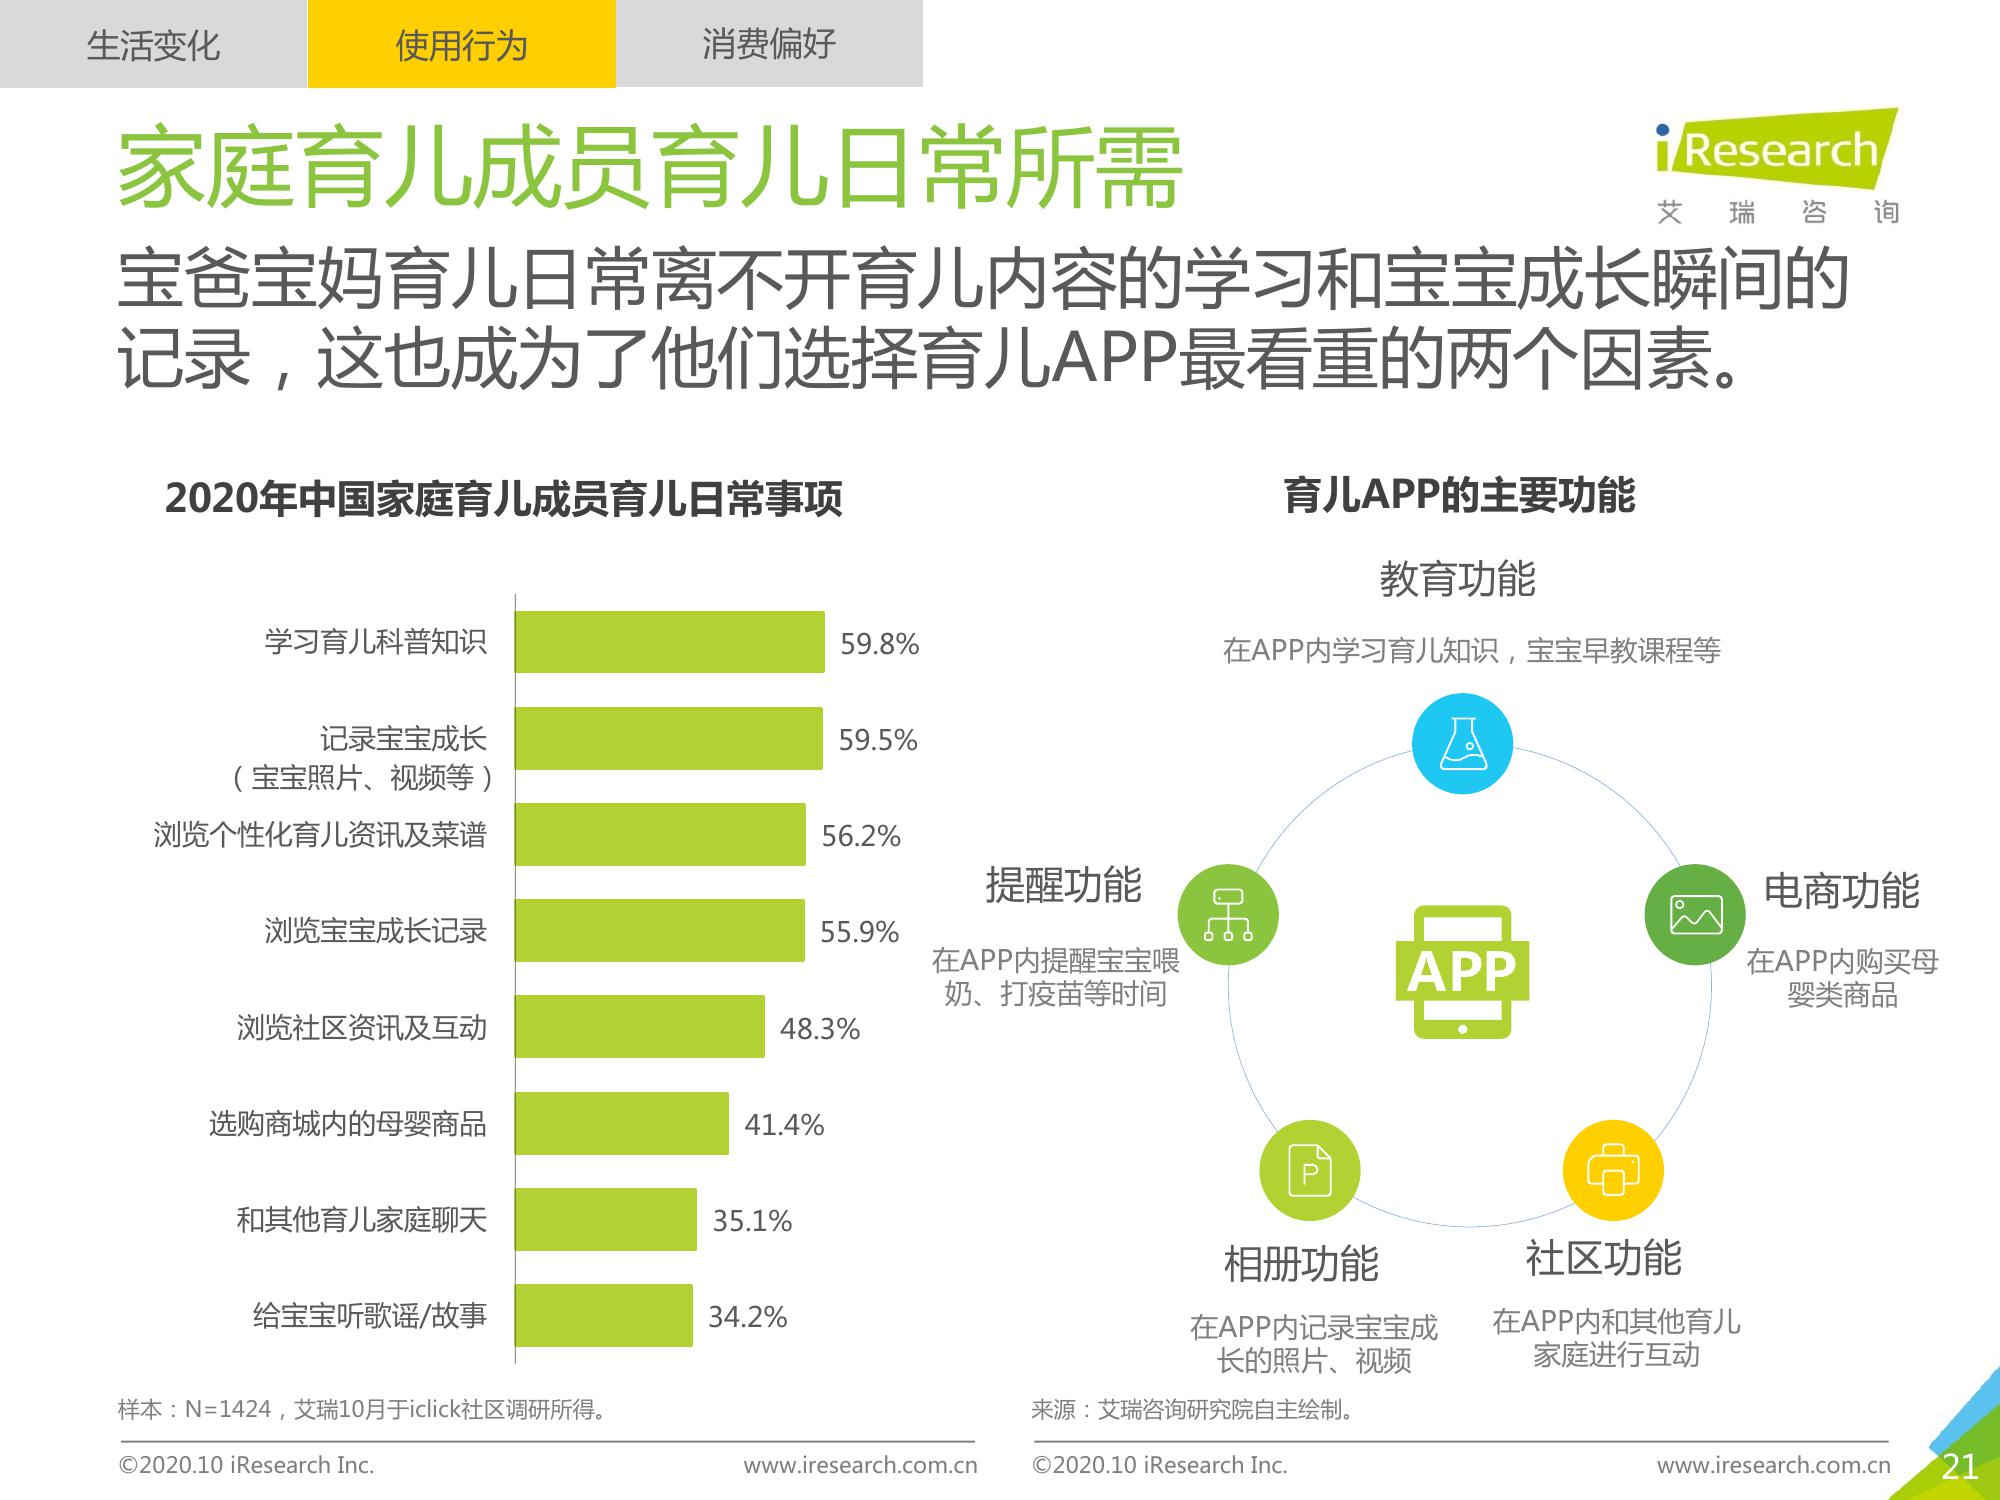 生活变化
使用行为
消费偏好
家庭育儿成员育儿日常所需
iResearch
艾瑞咨询
宝爸宝妈育儿日常离不开育儿内容的学习和宝宝成长瞬间的
记录，这也成为了他们选择育儿APP最看重的两个因素。
2020年中国家庭育儿成员育儿日常事项
学习育儿科普知识
59.8%
记录宝宝成长
（宝宝照片、视频等）
59.5%
浏览个性化育儿资讯及菜谱
56.2%
浏览宝宝成长记录
55.9%
浏览社区资讯及互动
48.3%
选购商城内的母婴商品
41.4%
和其他育儿家庭聊天
35.1%
给宝宝听歌谣/故事
34.2%
育儿APP的主要功能
教育功能
在APP内学习育儿知识，宝宝早教课程等
提醒功能
在APP内提醒宝宝喂
奶、打疫苗等时间
电商功能
在APP内购买母
婴类商品
APP
P
相册功能
在APP内记录宝宝成
长的照片、视频
社区功能
在APP内和其他育儿
家庭进行互动
样本：N=1424，艾瑞10月于iclick社区调研所得。
来源：艾瑞咨询研究院自主绘制。
©2020.10 iResearch Inc.
www.iresearch.com.cn
©2020.10 iResearch Inc.
www.iresearch.com.cn
21